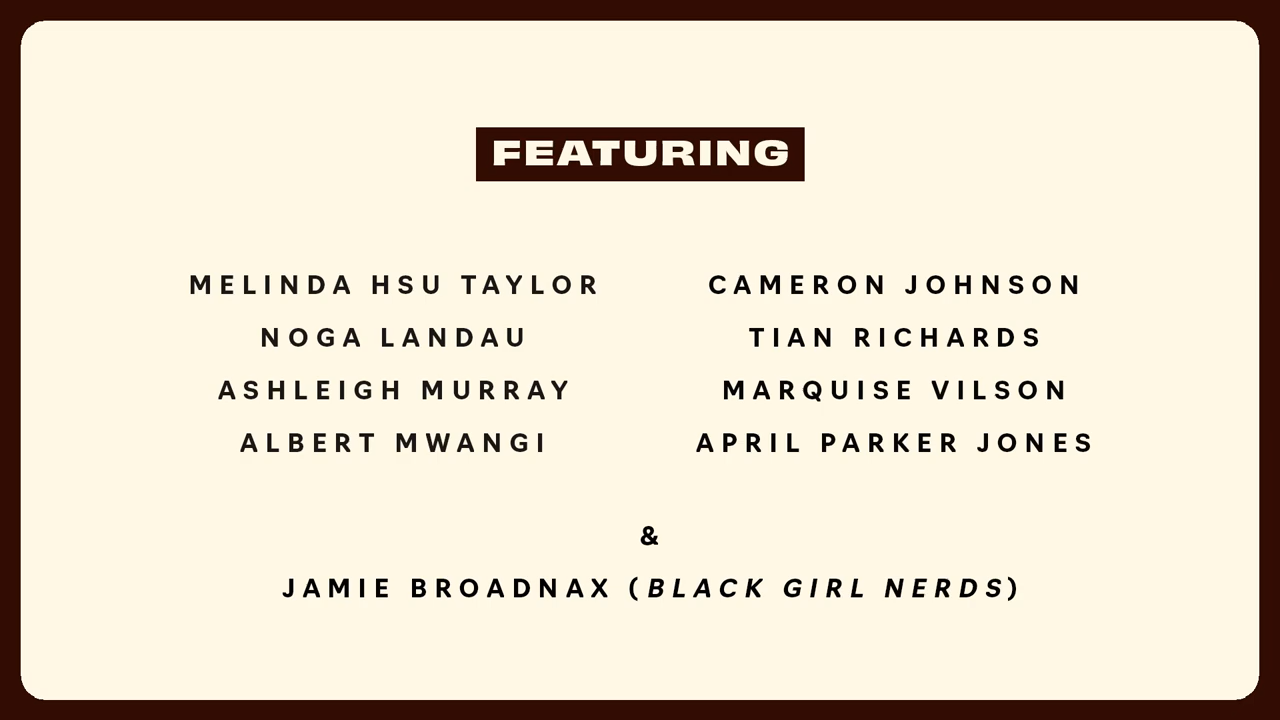 FEATURING
MELINDA HSU TAYLOR
NOGA LANDAU
ASHLEIGH MURRAY
ALBERT MWANGI
CAMERON JOHNSON
TIAN RICHARDS
MARQUISE VILSON
APRIL PARKER JONES
&
JAMIE BROADNAX (BLACK GIRL NERDS)